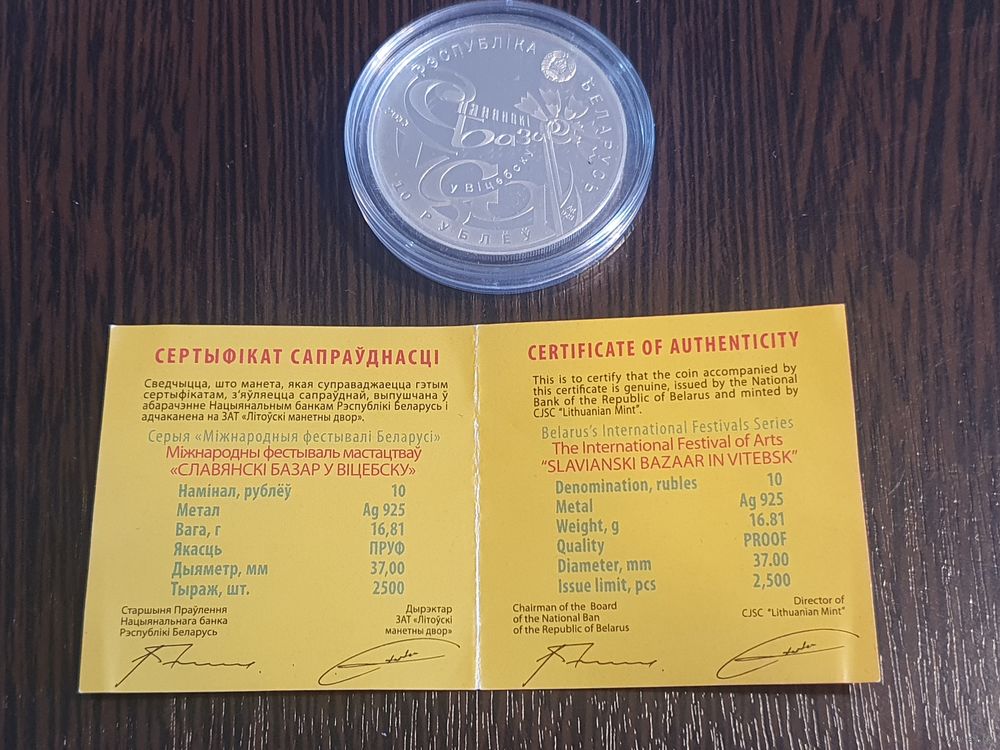 РЭСПУБЛІКА БЕЛАРУСЬ
Славянскі
Базар
у Віцебску
10 РУБЛЁЎ
СЕРТЫФІКАТ САПРАЎДНАСЦІ
Сведчыцца, што манета, якая суправаджаецца гэтым
сертыфікатам, з'яўляецца сапраўднай, выпушчана ў
абарачэнне Нацыянальным банкам Рэспублікі Беларусь і
адчаканена на ЗАТ «Літоўскі манетны двор».
Серыя «Міжнародныя фестывалі Беларусі»
Міжнародны фестываль мастацтваў
«СЛАВЯНСКІ БАЗАР У ВІЦЕБСКУ»
Намінал, рублёў 10
Метал Ag 925
Вага, г 16,81
Якасць ПРУФ
Дыяметр, мм 37,00
Тыраж, шт. 2500
Старшыня Праўлення
Нацыянальнага банка
Рэспублікі Беларусь
Дырэктар
ЗАТ «Літоўскі
манетны двор»
CERTIFICATE OF AUTHENTICITY
This is to certify that the coin accompanied by
this certificate is genuine, issued by the National
Bank of the Republic of Belarus and minted by
CJSC "Lithuanian Mint".
Belarus's International Festivals Series
The International Festival of Arts
"SLAVIANSKI BAZAAR IN VITEBSK"
Denomination, rubles 10
Metal Ag 925
Weight, g 16.81
Quality PROOF
Diameter, mm 37.00
Issue limit, pcs 2,500
Chairman of the Board
of the National Ban
of the Republic of Belarus
Director of
CJSC "Lithuanian Mint"